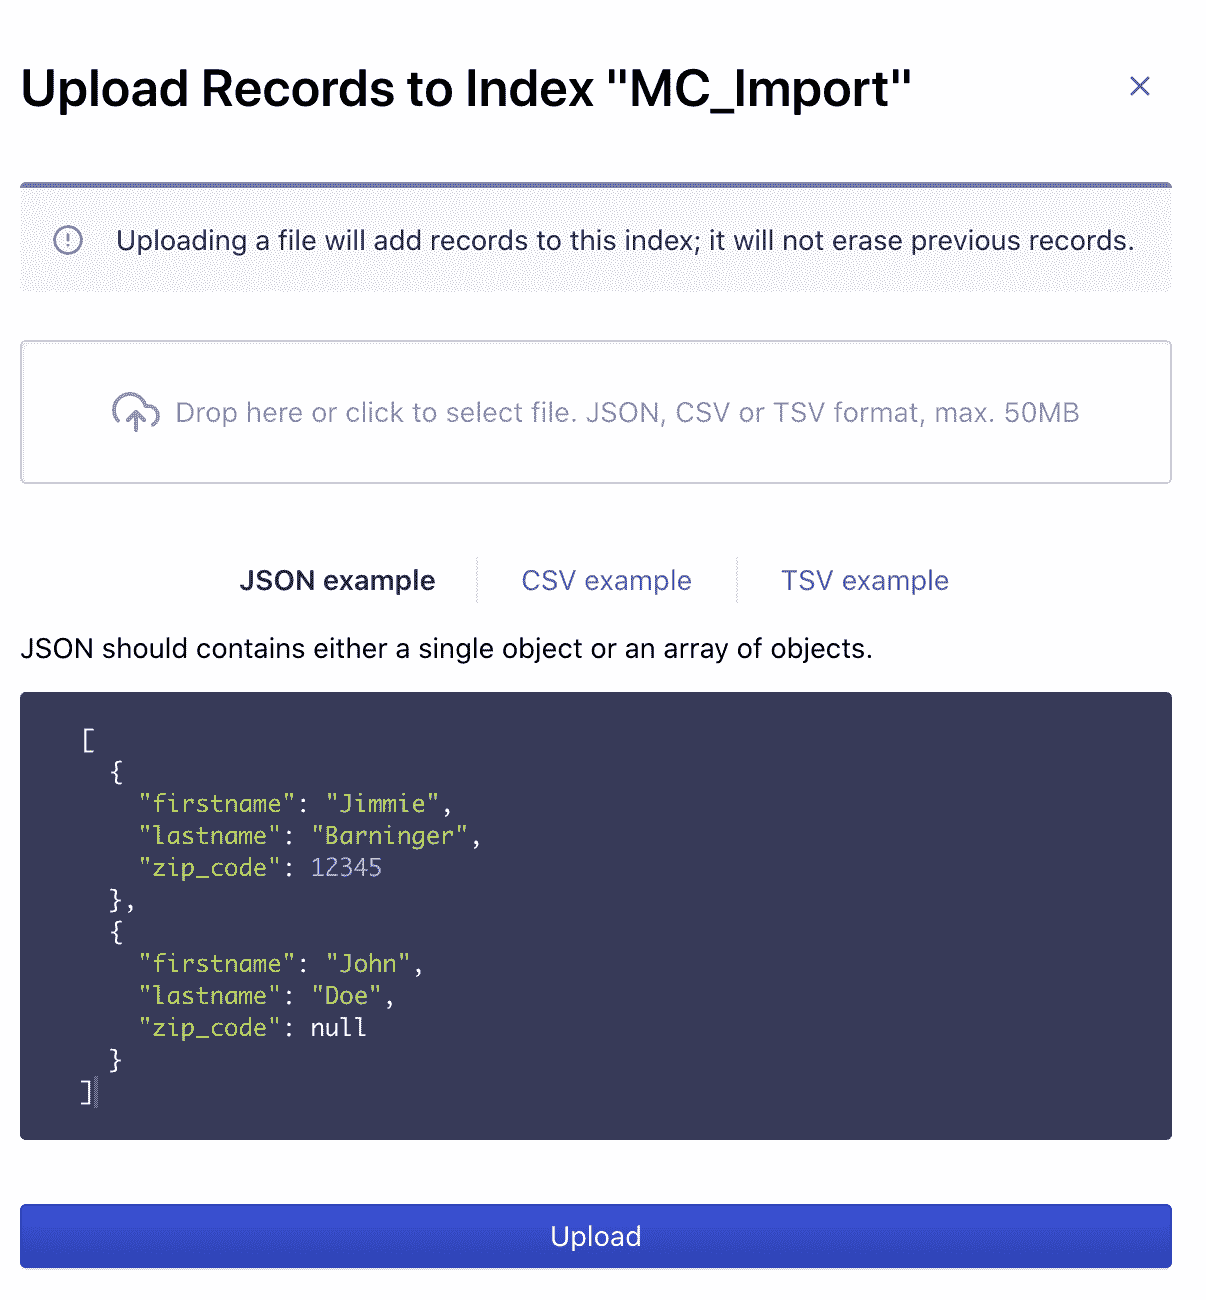 Upload Records to Index "MC_Import"
Uploading a file will add records to this index; it will not erase previous records.
Drop here or click to select file. JSON, CSV or TSV format, max. 50MB
JSON example CSV example TSV example
JSON should contains either a single object or an array of objects.
[
  {
    "firstname": "Jimmie",
    "lastname": "Barninger",
    "zip_code": 12345
  },
  {
    "firstname": "John",
    "lastname": "Doe",
    "zip_code": null
  }
]
Upload